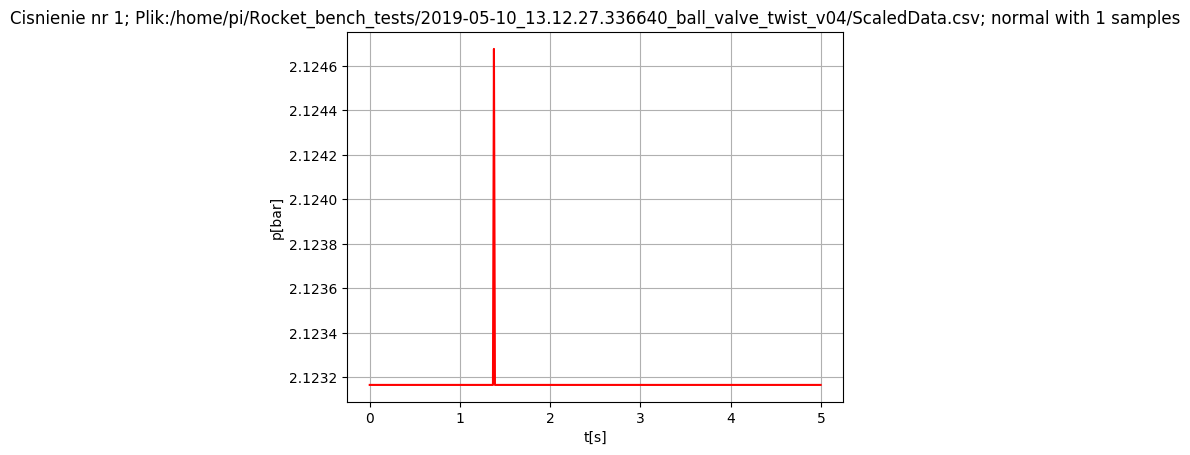 Cisnienie nr 1; Plik:/home/pi/Rocket_bench_tests/2019-05-10_13.12.27.336640_ball_valve_twist_v04/ScaledData.csv; normal with 1 samples
2.1246
2.1244
2.1242
2.1240
2.1238
2.1236
2.1234
2.1232
p[bar]
0 1 2 3 4 5
t[s]